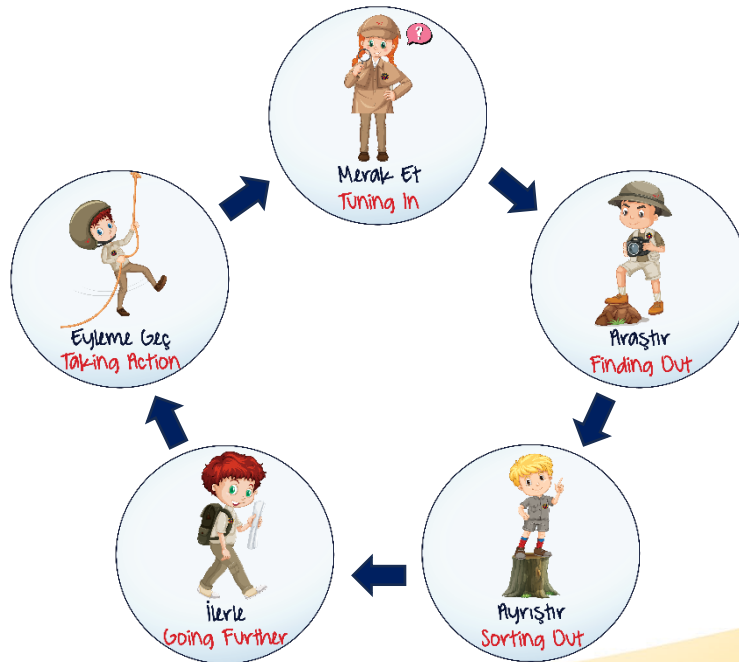 ?
Merak Et
Tuning In
Araştır
Finding Out
Ayrıştır
Sorting Out
İlerle
Going Further
Eyleme Geç
Taking Action